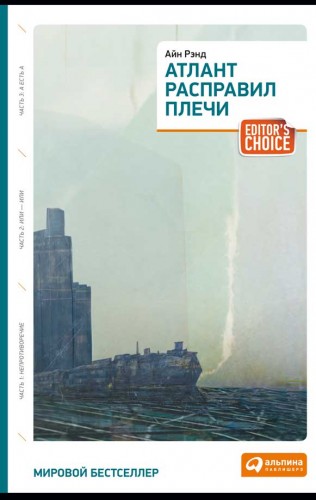 Айн Рэнд
АТЛАНТ
РАСПРАВИЛ
ПЛЕЧИ
EDITOR'S
CHOICE
ЧАСТЬ 3: А ЕСТЬ А
ЧАСТЬ 2: ИЛИ — ИЛИ
ЧАСТЬ 1: НЕПРОТИВОРЕЧИЕ
МИРОВОЙ БЕСТСЕЛЛЕР
АЛЬПИНА
ПАБЛИШЕР